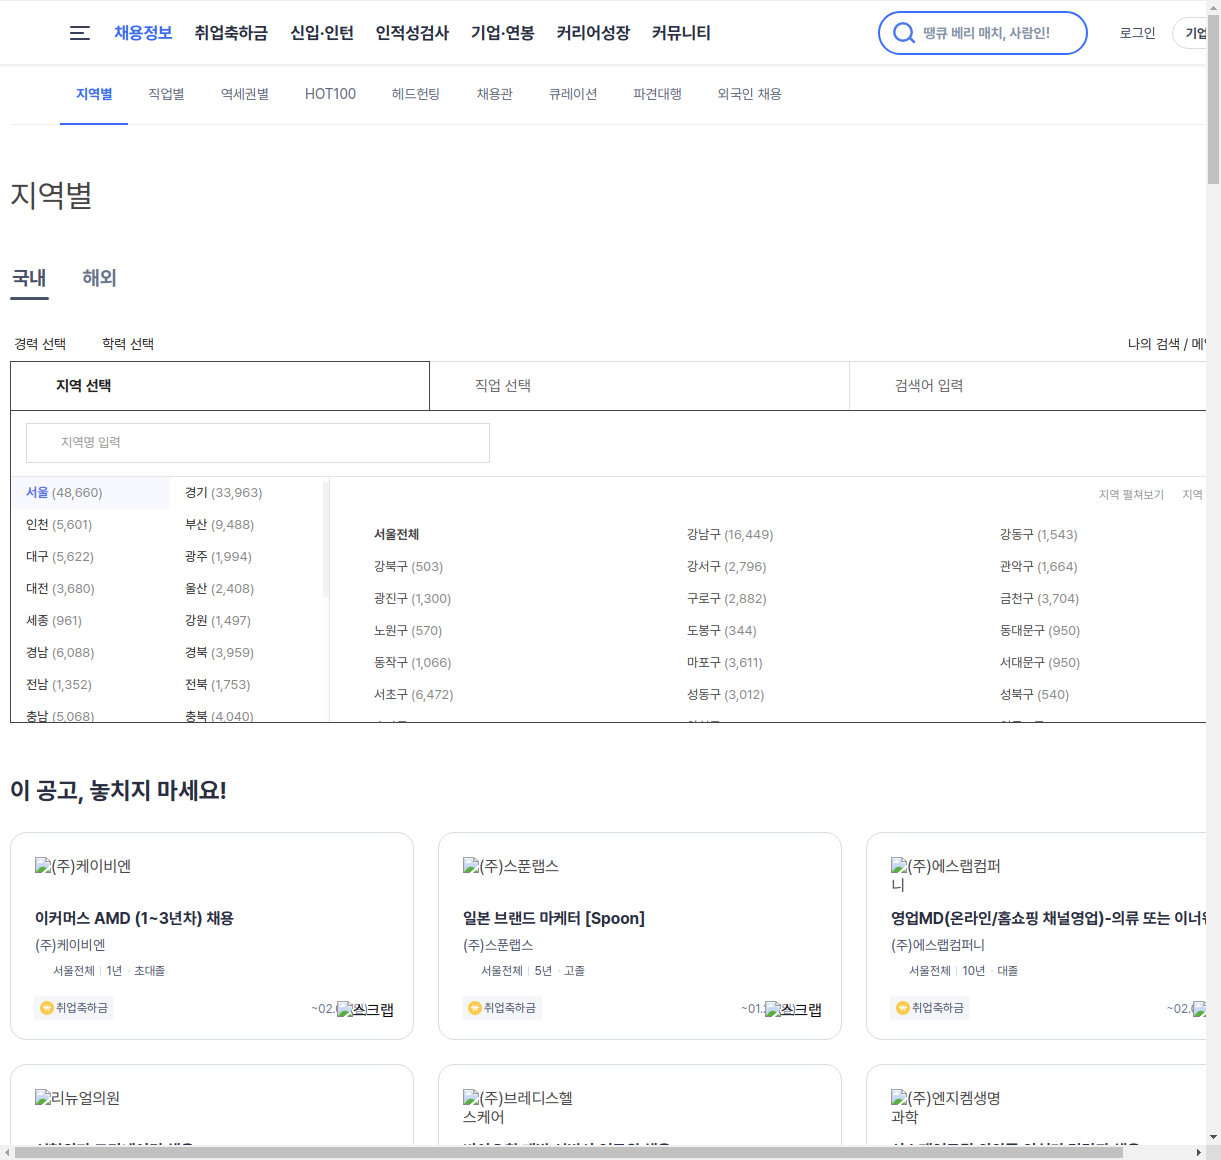 채용정보 취업축하금 신입·인턴 인적성검사 기업·연봉 커리어성장 커뮤니티 땡큐 베리 매치, 사람인! 로그인 기업
지역별 직업별 역세권별 HOT100 헤드헌팅 채용관 큐레이션 파견대행 외국인 채용
지역별
국내 해외
경력 선택 학력 선택 나의 검색 /
지역 선택 직업 선택 검색어 입력
지역명 입력
지역 펼쳐보기 지역
서울 (48,660) 경기 (33,963)
인천 (5,601) 부산 (9,488)
대구 (5,622) 광주 (1,994)
대전 (3,680) 울산 (2,408)
세종 (961) 강원 (1,497)
경남 (6,088) 경북 (3,959)
전남 (1,352) 전북 (1,753)
충남 (5,068) 충북 (4,040)
서울전체 강남구 (16,449) 강동구 (1,543)
강북구 (503) 강서구 (2,796) 관악구 (1,664)
광진구 (1,300) 구로구 (2,882) 금천구 (3,704)
노원구 (570) 도봉구 (344) 동대문구 (950)
동작구 (1,066) 마포구 (3,611) 서대문구 (950)
서초구 (6,472) 성동구 (3,012) 성북구 (540)
이 공고, 놓치지 마세요!
(주)케이비엔
이커머스 AMD (1~3년차) 채용
(주)케이비엔
서울전체 1년 · 초대졸
취업축하금 ~02. 스크랩
(주)스푼랩스
일본 브랜드 마케터 [Spoon]
(주)스푼랩스
서울전체 5년 · 고졸
취업축하금 ~01. 스크랩
(주)에스랩컴퍼
니
영업MD(온라인/홈쇼핑 채널영업)-의류 또는 이너
(주)에스랩컴퍼니
서울전체 10년 · 대졸
취업축하금 ~02.
리뉴얼의원
(주)브레디스헬
스케어
(주)엔지켐생명
과학